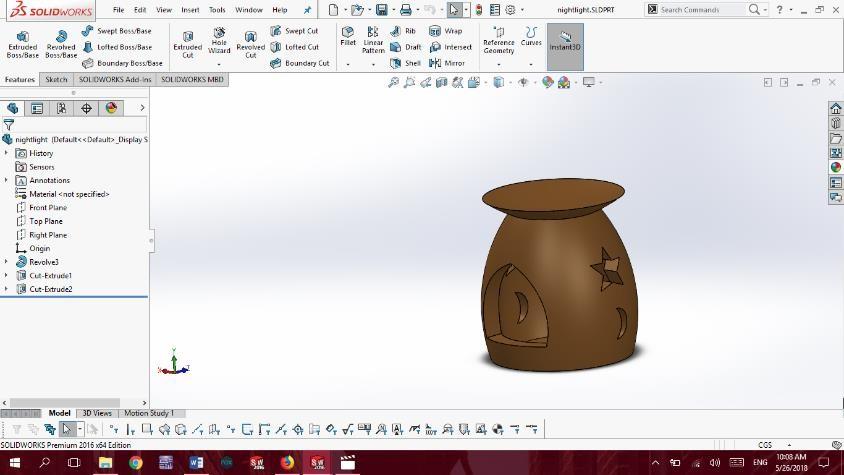 SOLIDWORKS
File Edit View Insert Tools Window Help
nightlight.SLDPRT
Search Commands
Extruded Boss/Base
Revolved Boss/Base
Swept Boss/Base
Lofted Boss/Base
Boundary Boss/Base
Extruded Cut
Hole Wizard
Revolved Cut
Swept Cut
Lofted Cut
Boundary Cut
Fillet
Linear Pattern
Rib
Draft
Shell
Wrap
Intersect
Mirror
Reference Geometry
Curves
Instant3D
Features Sketch SOLIDWORKS Add-Ins SOLIDWORKS MBD
nightlight (Default<<Default>_Display S
History
Sensors
Annotations
Material <not specified>
Front Plane
Top Plane
Right Plane
Origin
Revolve3
Cut-Extrude1
Cut-Extrude2
Model 3D Views Motion Study 1
SOLIDWORKS Premium 2016 x64 Edition
CGS
ENG
10:08 AM
5/26/2018